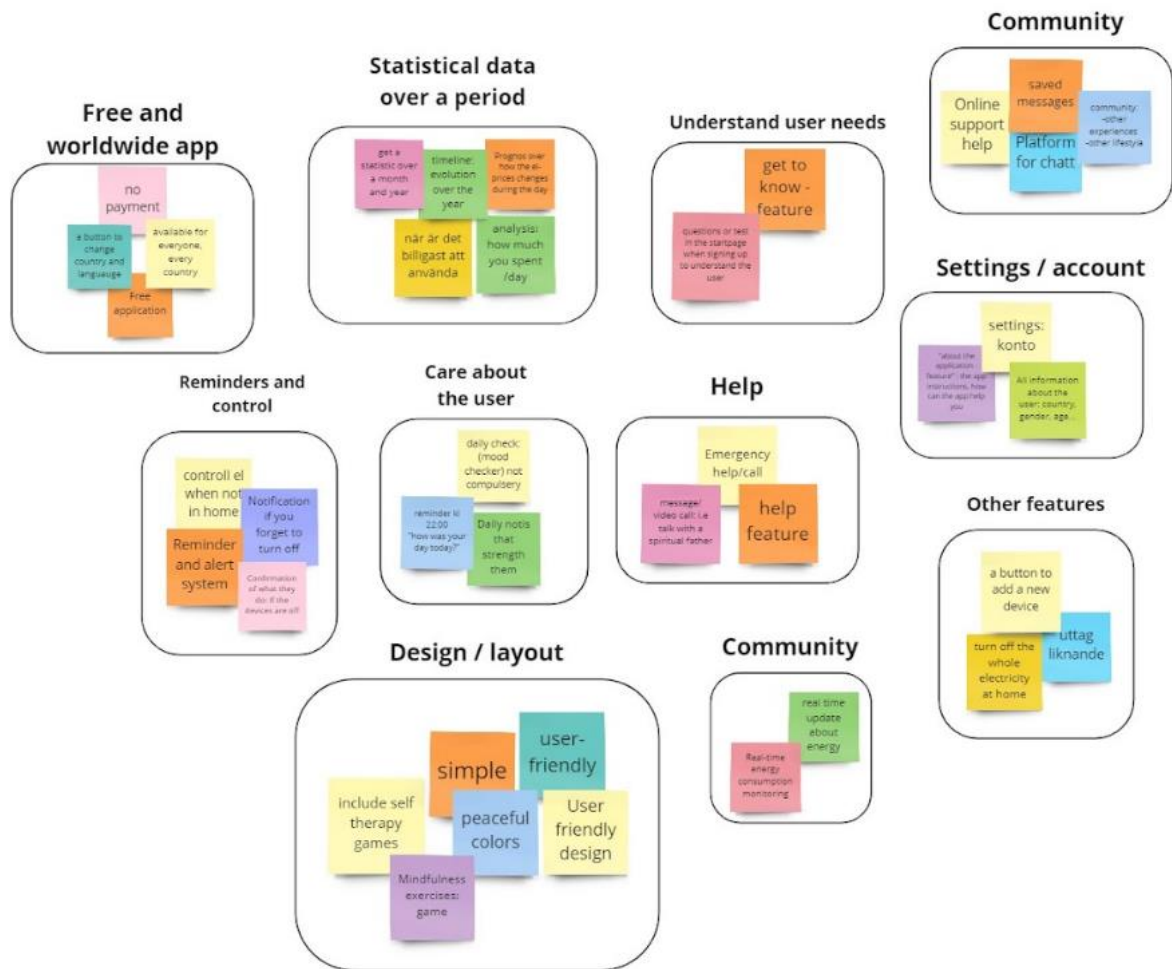 Free and
worldwide app
no
payment
a button to
change
country and
languauge
available for
everyone,
every
country
Free
application
Statistical data
over a period
get a
statistic over
a month
and year
timeline:
evolution
over the
year
Prognos over
how the el-
prices changes
during the day
när är det
billigast att
använda
analysis:
how much
you spent
/day
Understand user needs
get to
know -
feature
questions or test
in the startpage
when signing up
to understand the
user
Community
Online
support
help
saved
messages
Platform
for chatt
community:
-other
experiences
-other lifestyla
Settings / account
settings:
konto
"about the
application
feature" : the app
instructions, how
can the app help
you
All information
about the
user: country,
gender, age...
Reminders and
control
controll el
when not
in home
Notification
if you
forget to
turn off
Reminder
and alert
system
Confirmation
of what they
do: If the
devices are off
Care about
the user
daily check:
(mood
checker) not
compulsery
reminder kl
22:00
"how was your
day today?"
Daily notis
that
strength
them
Help
Emergency
help/call
message/
video call: i.e
talk with a
spiritual father
help
feature
Other features
a button to
add a new
device
turn off the
whole
electricity
at home
uttag
liknande
Design / layout
simple
user-
friendly
include self
therapy
games
peaceful
colors
User
friendly
design
Mindfulness
exercises:
game
Community
real time
update
about
energy
Real-time
energy
consumption
monitoring